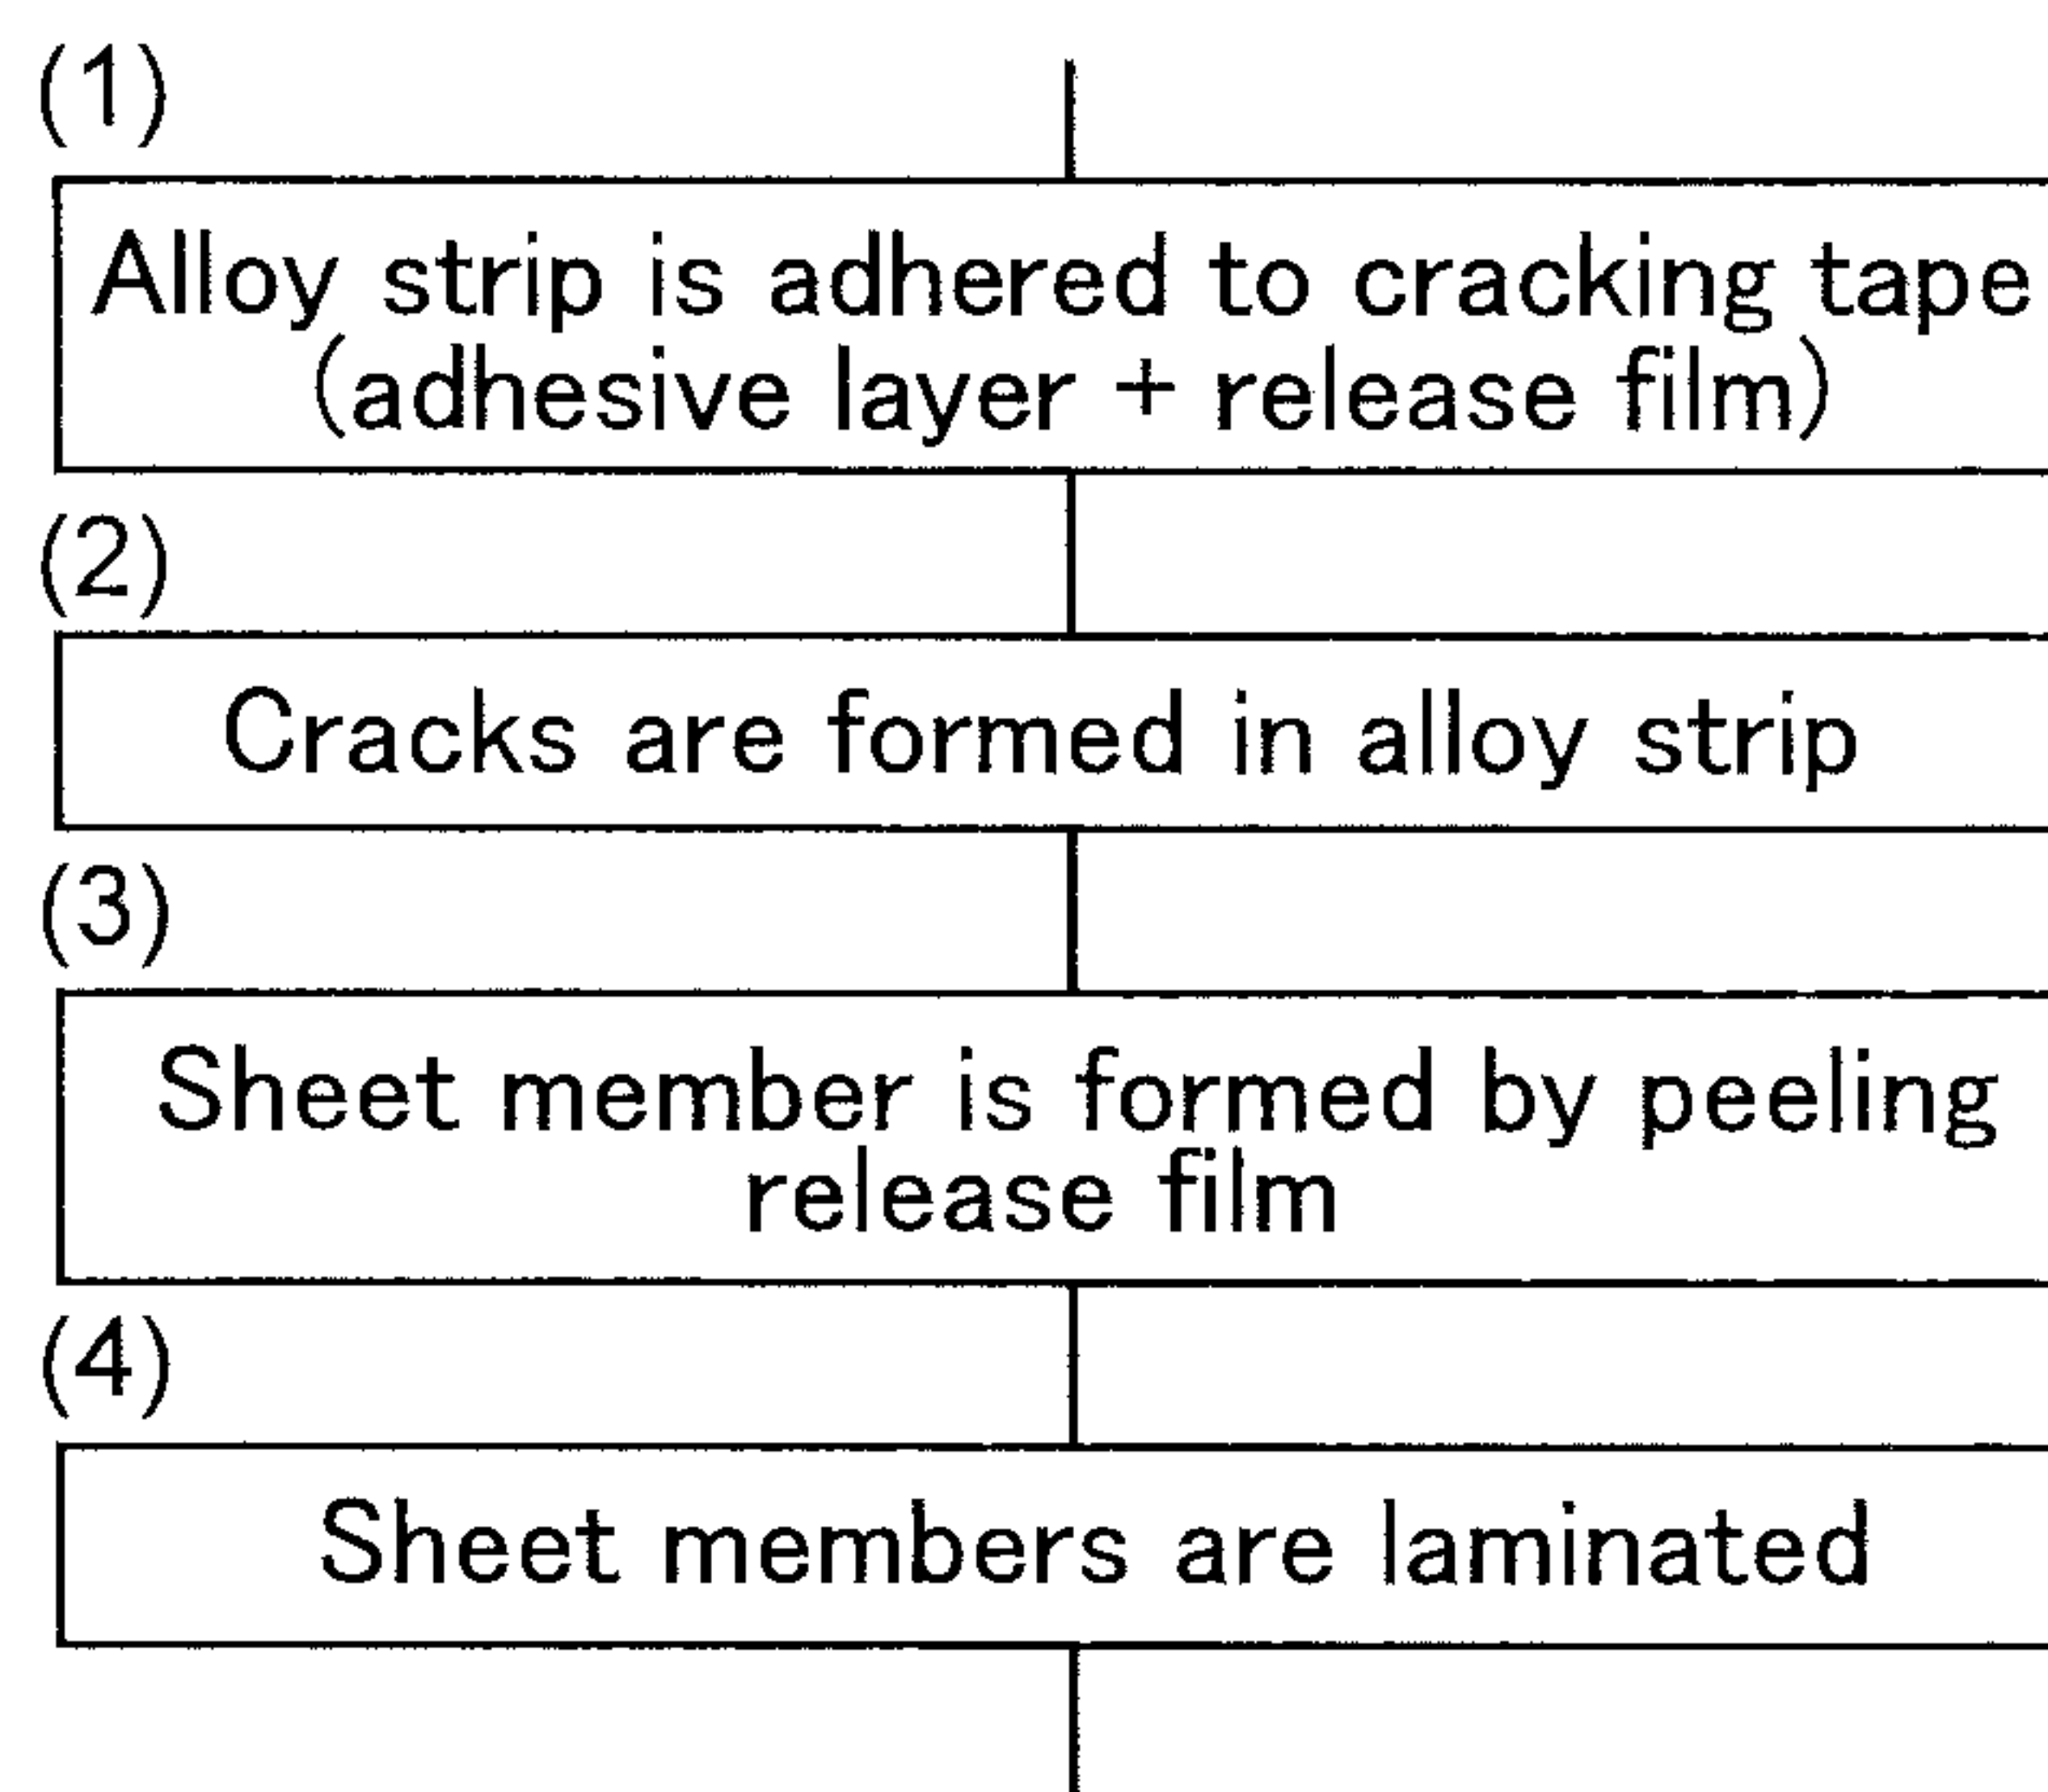 (1)
Alloy strip is adhered to cracking tape
(adhesive layer + release film)
(2)
Cracks are formed in alloy strip
(3)
Sheet member is formed by peeling
release film
(4)
Sheet members are laminated